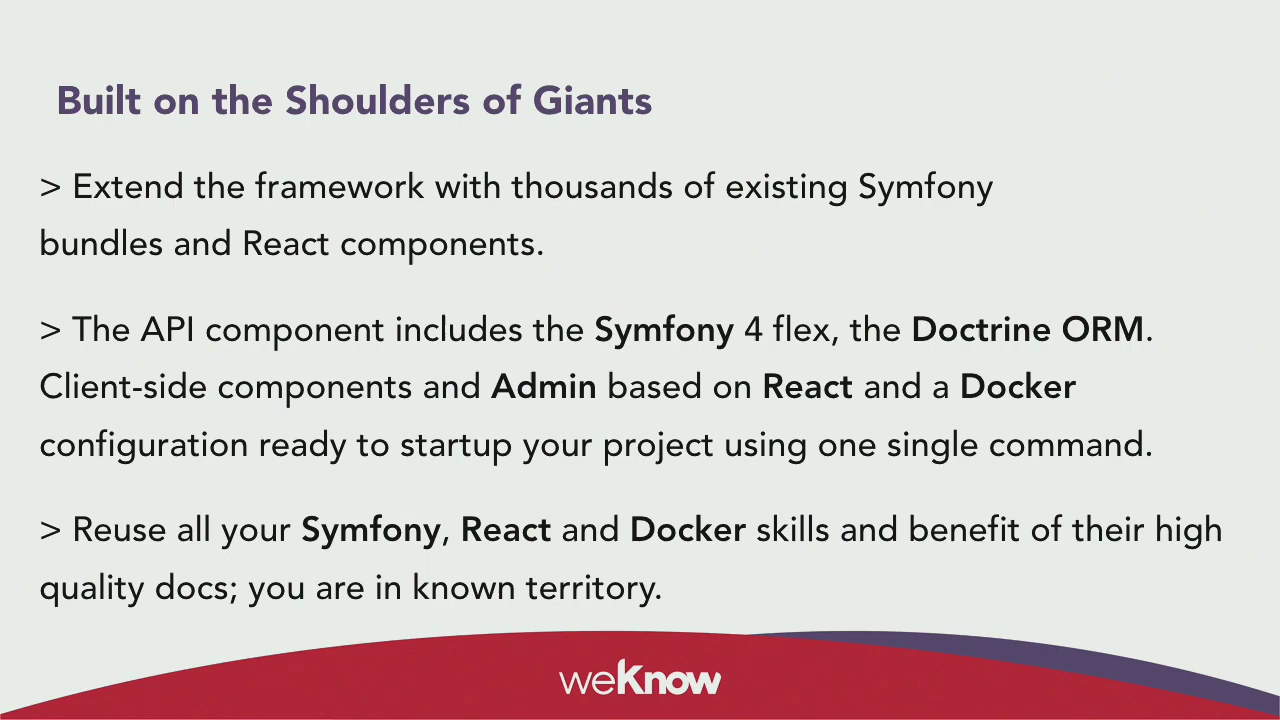 Built on the Shoulders of Giants
> Extend the framework with thousands of existing Symfony
bundles and React components.
> The API component includes the Symfony 4 flex, the Doctrine ORM.
Client-side components and Admin based on React and a Docker
configuration ready to startup your project using one single command.
> Reuse all your Symfony, React and Docker skills and benefit of their high
quality docs; you are in known territory.
weKnow